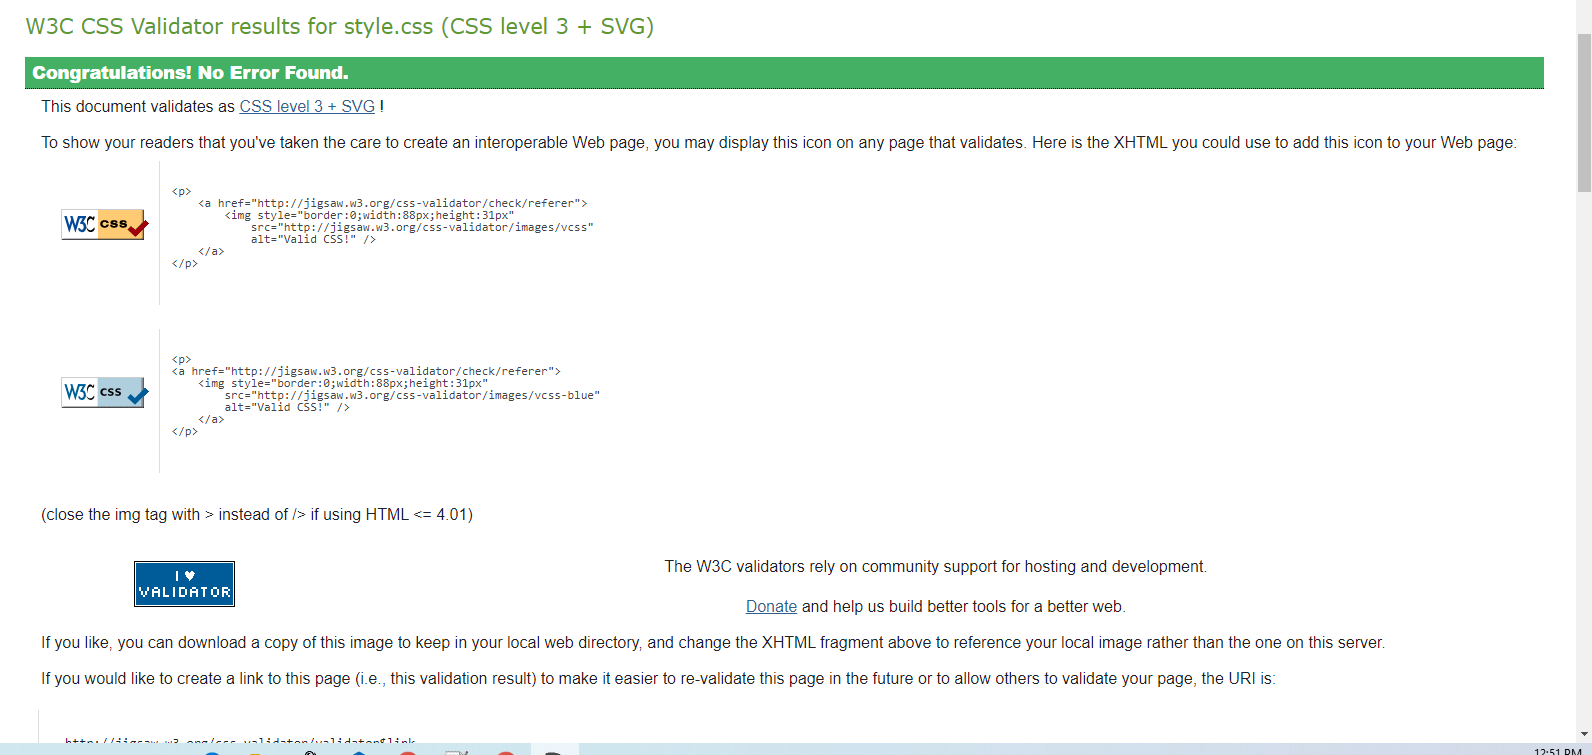 W3C CSS Validator results for style.css (CSS level 3 + SVG)
Congratulations! No Error Found.
This document validates as CSS level 3 + SVG !
To show your readers that you've taken the care to create an interoperable Web page, you may display this icon on any page that validates. Here is the XHTML you could use to add this icon to your Web page:
W3C css
<p>
<a href="http://jigsaw.w3.org/css-validator/check/referer">
<img style="border:0;width:88px;height:31px"
src="http://jigsaw.w3.org/css-validator/images/vcss"
alt="Valid CSS!" />
</a>
</p>
W3C css
<p>
<a href="http://jigsaw.w3.org/css-validator/check/referer">
<img style="border:0;width:88px;height:31px"
src="http://jigsaw.w3.org/css-validator/images/vcss-blue"
alt="Valid CSS!" />
</a>
</p>
(close the img tag with > instead of /> if using HTML <= 4.01)
I ♥
VALIDATOR
The W3C validators rely on community support for hosting and development.
Donate and help us build better tools for a better web.
If you like, you can download a copy of this image to keep in your local web directory, and change the XHTML fragment above to reference your local image rather than the one on this server.
If you would like to create a link to this page (i.e., this validation result) to make it easier to re-validate this page in the future or to allow others to validate your page, the URI is:
12:51 PM